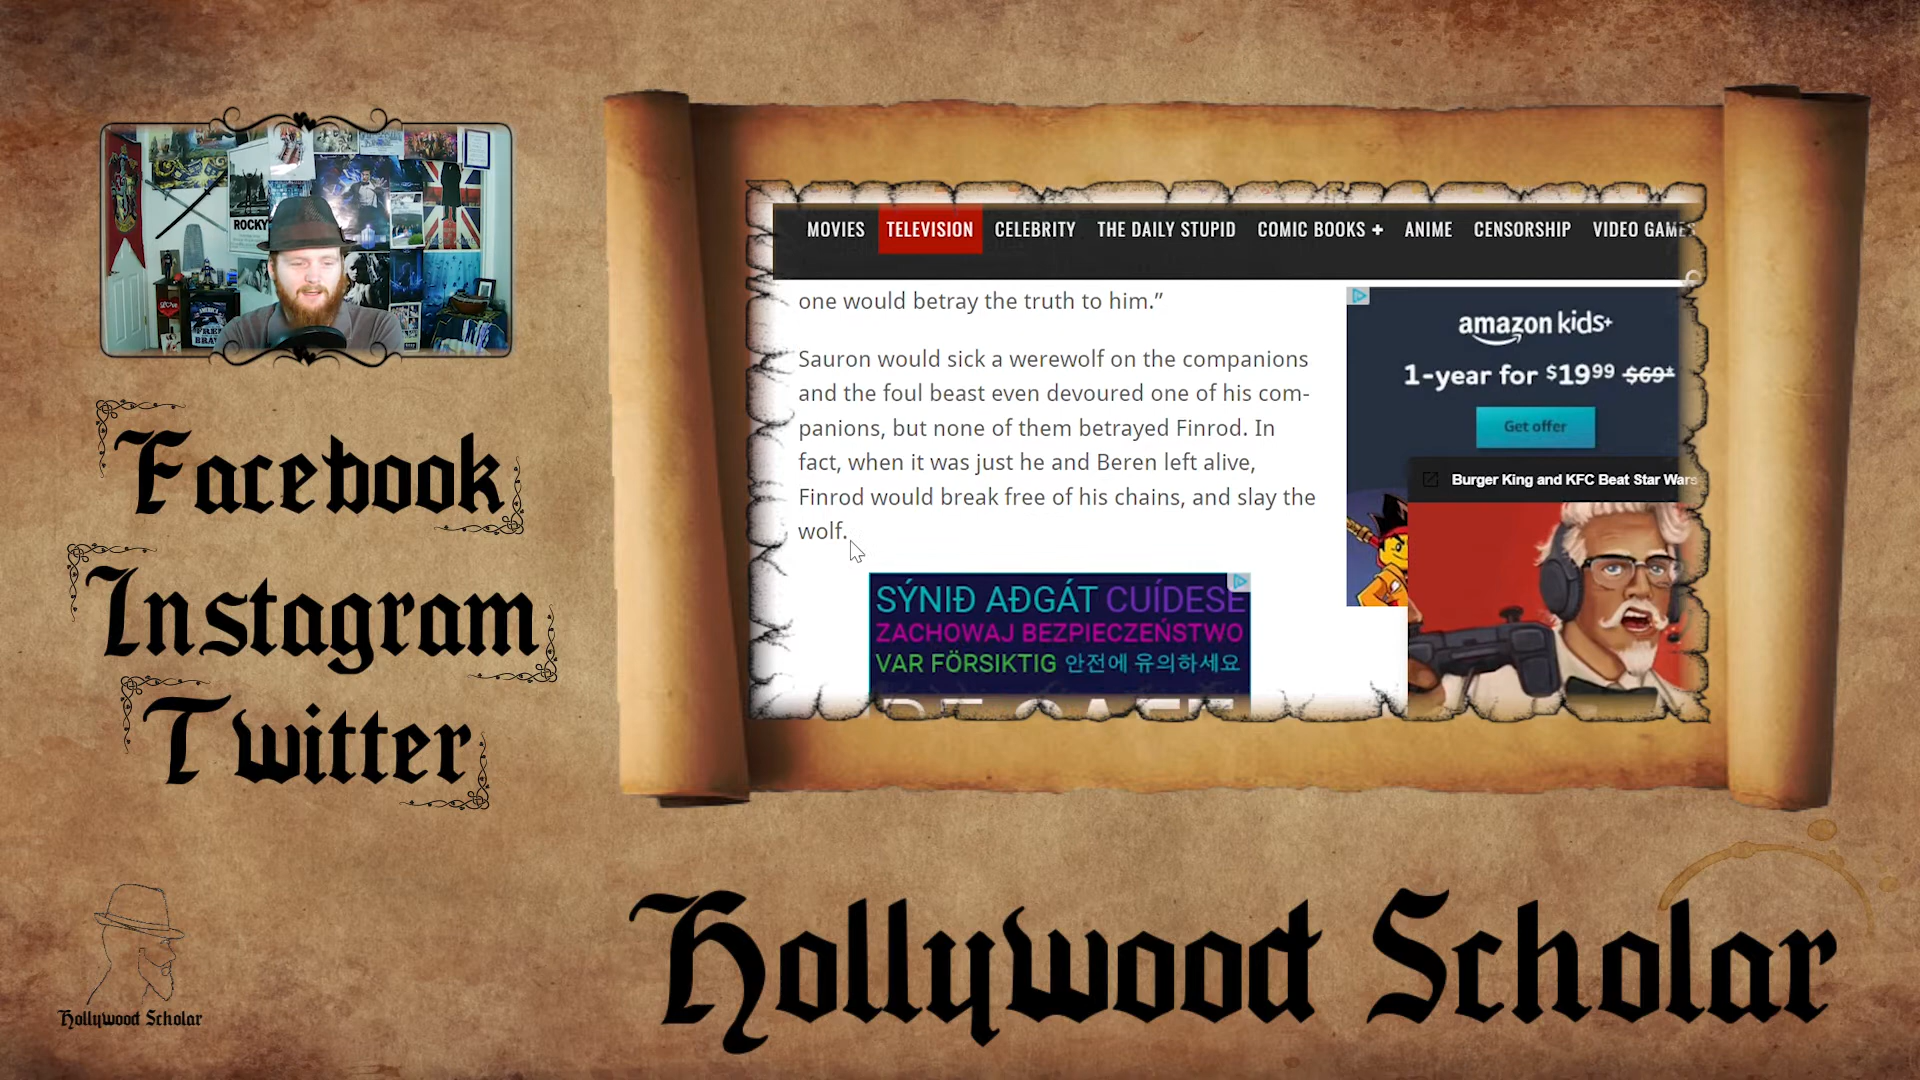 MOVIES TELEVISION CELEBRITY THE DAILY STUPID COMIC BOOKS + ANIME CENSORSHIP VIDEO GAMES
one would betray the truth to him.”
Sauron would sick a werewolf on the companions
and the foul beast even devoured one of his com-
panions, but none of them betrayed Finrod. In
fact, when it was just he and Beren left alive,
Finrod would break free of his chains, and slay the
wolf.
SÝNIÐ AÐGÁT CUÍDESE
ZACHOWAJ BEZPIECZEŃSTWO
VAR FÖRSIKTIG 안전에 유의하세요
amazon kids+
1-year for $19⁹⁹ $69*
Get offer
Burger King and KFC Beat Star Wars
ROCKY
Facebook
Instagram
Twitter
Hollywood Scholar
Hollywood Scholar